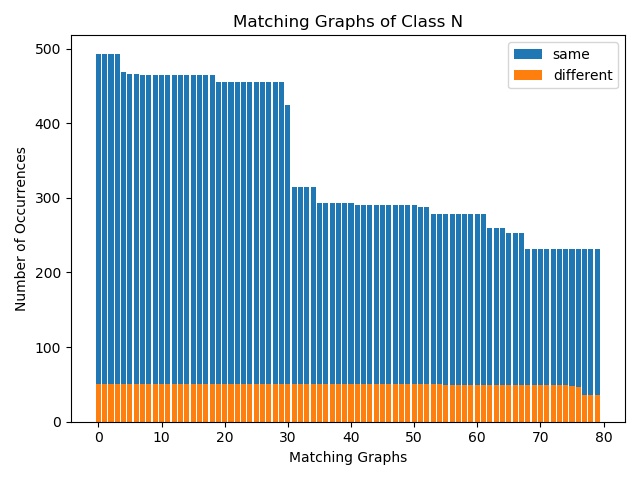 Matching Graphs of Class N
same
different
Number of Occurrences
500
400
300
200
100
0
0 10 20 30 40 50 60 70 80
Matching Graphs